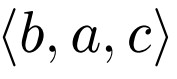 ⟨b, a, c⟩